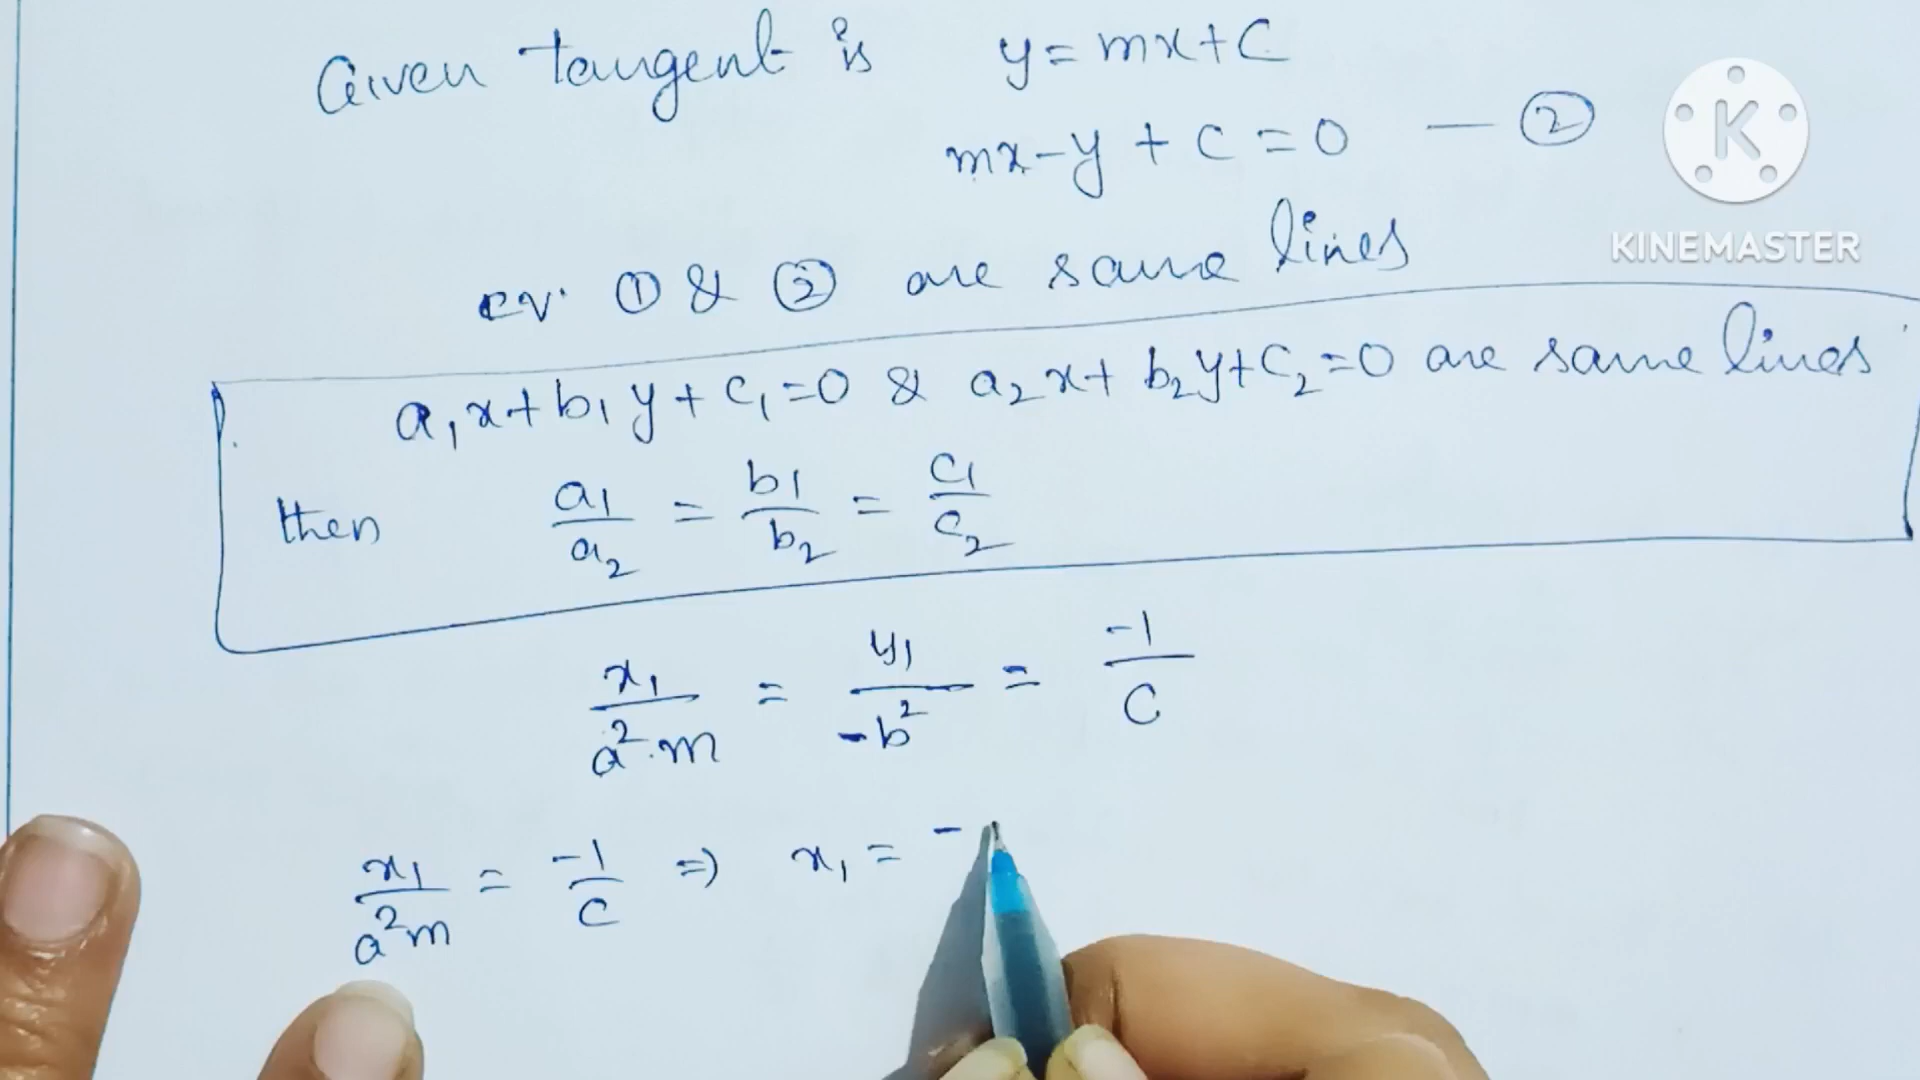 Given tangent is y = mx + c
mx - y + c = 0 — ②
K
KINEMASTER
ev. ① & ② are same lines
a₁x + b₁y + c₁ = 0 & a₂x + b₂y + c₂ = 0 are same lines
then a₁/a₂ = b₁/b₂ = c₁/c₂
x₁/a².m = y₁/-b² = -1/c
x₁/a²m = -1/c ⇒ x₁ = -